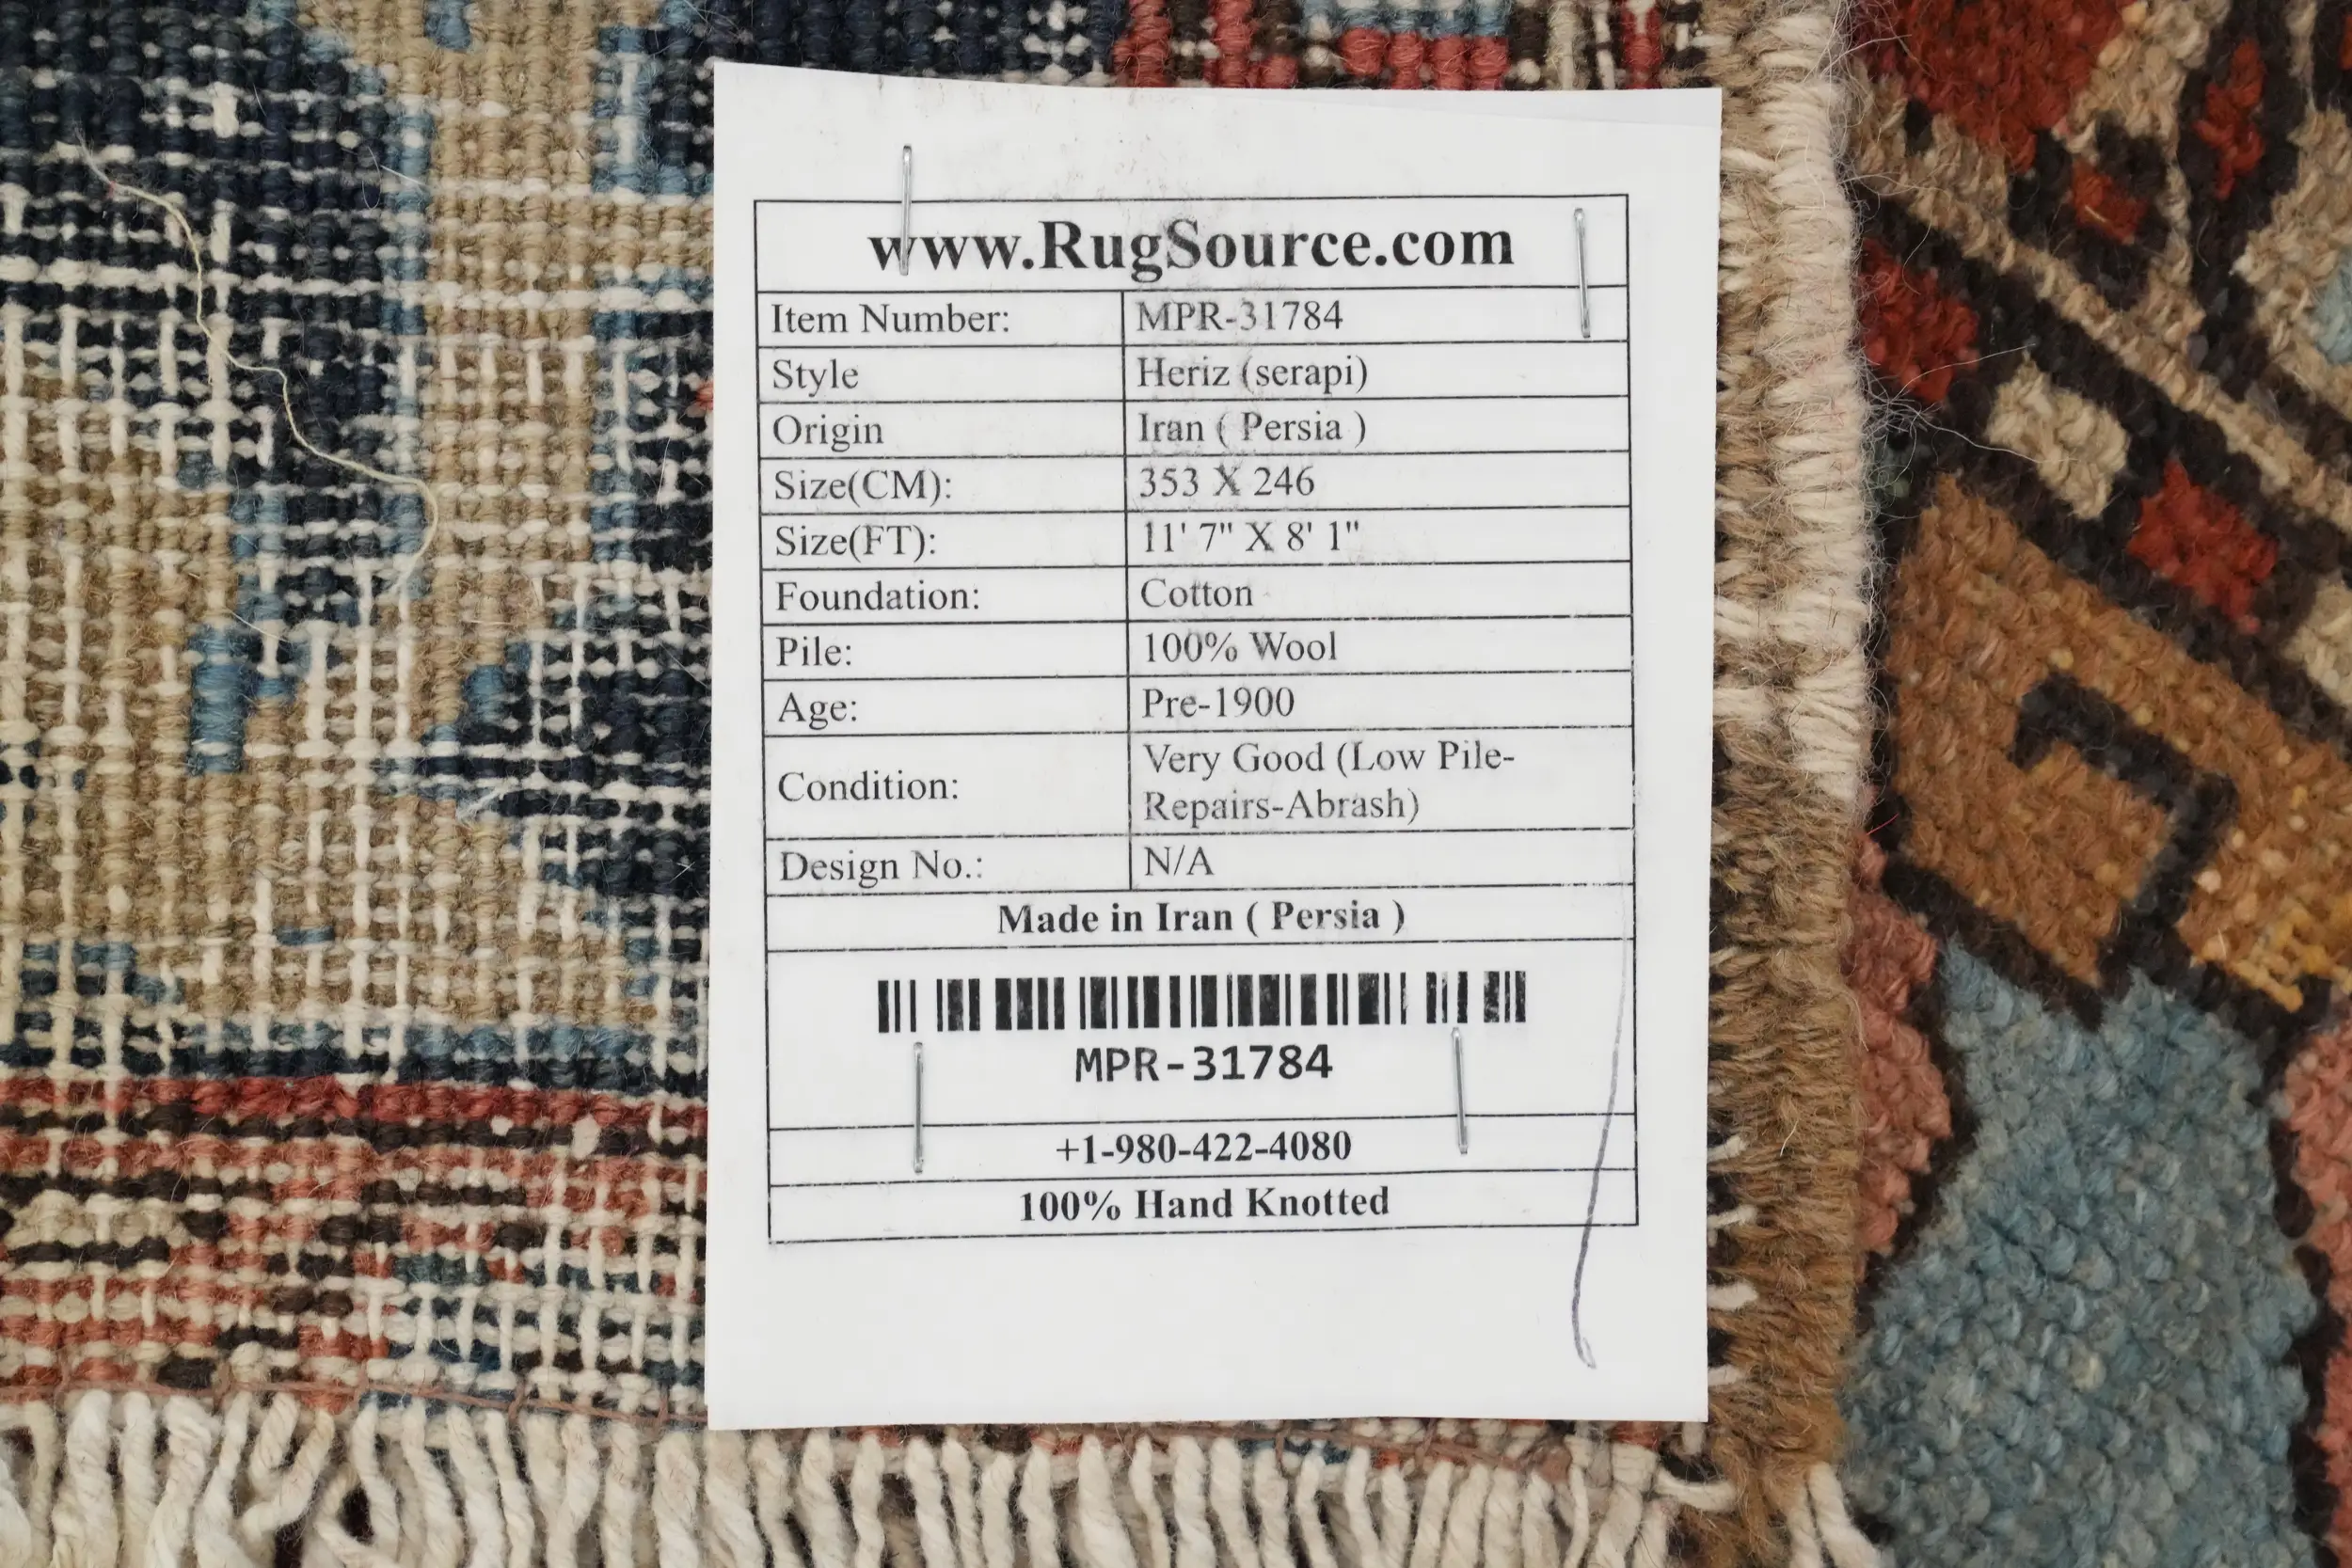 www.RugSource.com
Item Number: MPR-31784
Style Heriz (serapi)
Origin Iran ( Persia )
Size(CM): 353 X 246
Size(FT): 11' 7" X 8' 1"
Foundation: Cotton
Pile: 100% Wool
Age: Pre-1900
Condition: Very Good (Low Pile-
Repairs-Abrash)
Design No.: N/A
Made in Iran ( Persia )
MPR-31784
+1-980-422-4080
100% Hand Knotted